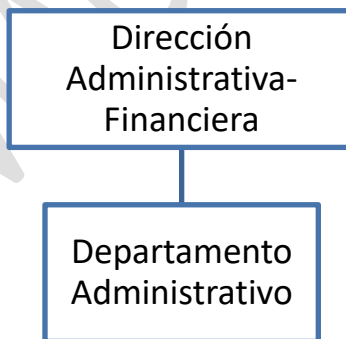 Dirección
Administrativa-
Financiera
Departamento
Administrativo